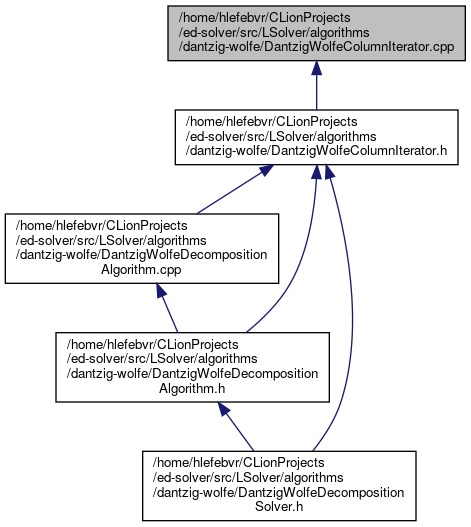 /home/hlefebvr/CLionProjects
/ed-solver/src/LSolver/algorithms
/dantzig-wolfe/DantzigWolfeColumnIterator.cpp
/home/hlefebvr/CLionProjects
/ed-solver/src/LSolver/algorithms
/dantzig-wolfe/DantzigWolfeColumnIterator.h
/home/hlefebvr/CLionProjects
/ed-solver/src/LSolver/algorithms
/dantzig-wolfe/DantzigWolfeDecomposition
Algorithm.cpp
/home/hlefebvr/CLionProjects
/ed-solver/src/LSolver/algorithms
/dantzig-wolfe/DantzigWolfeDecomposition
Algorithm.h
/home/hlefebvr/CLionProjects
/ed-solver/src/LSolver/algorithms
/dantzig-wolfe/DantzigWolfeDecomposition
Solver.h